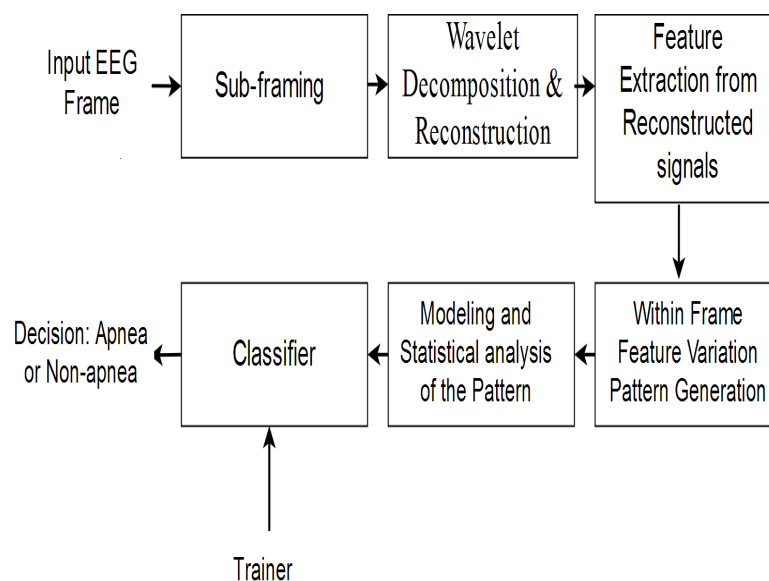 Input EEG
Frame
Sub-framing
Wavelet
Decomposition &
Reconstruction
Feature
Extraction from
Reconstructed
signals
Within Frame
Feature Variation
Pattern Generation
Modeling and
Statistical analysis
of the Pattern
Classifier
Decision: Apnea
or Non-apnea
Trainer